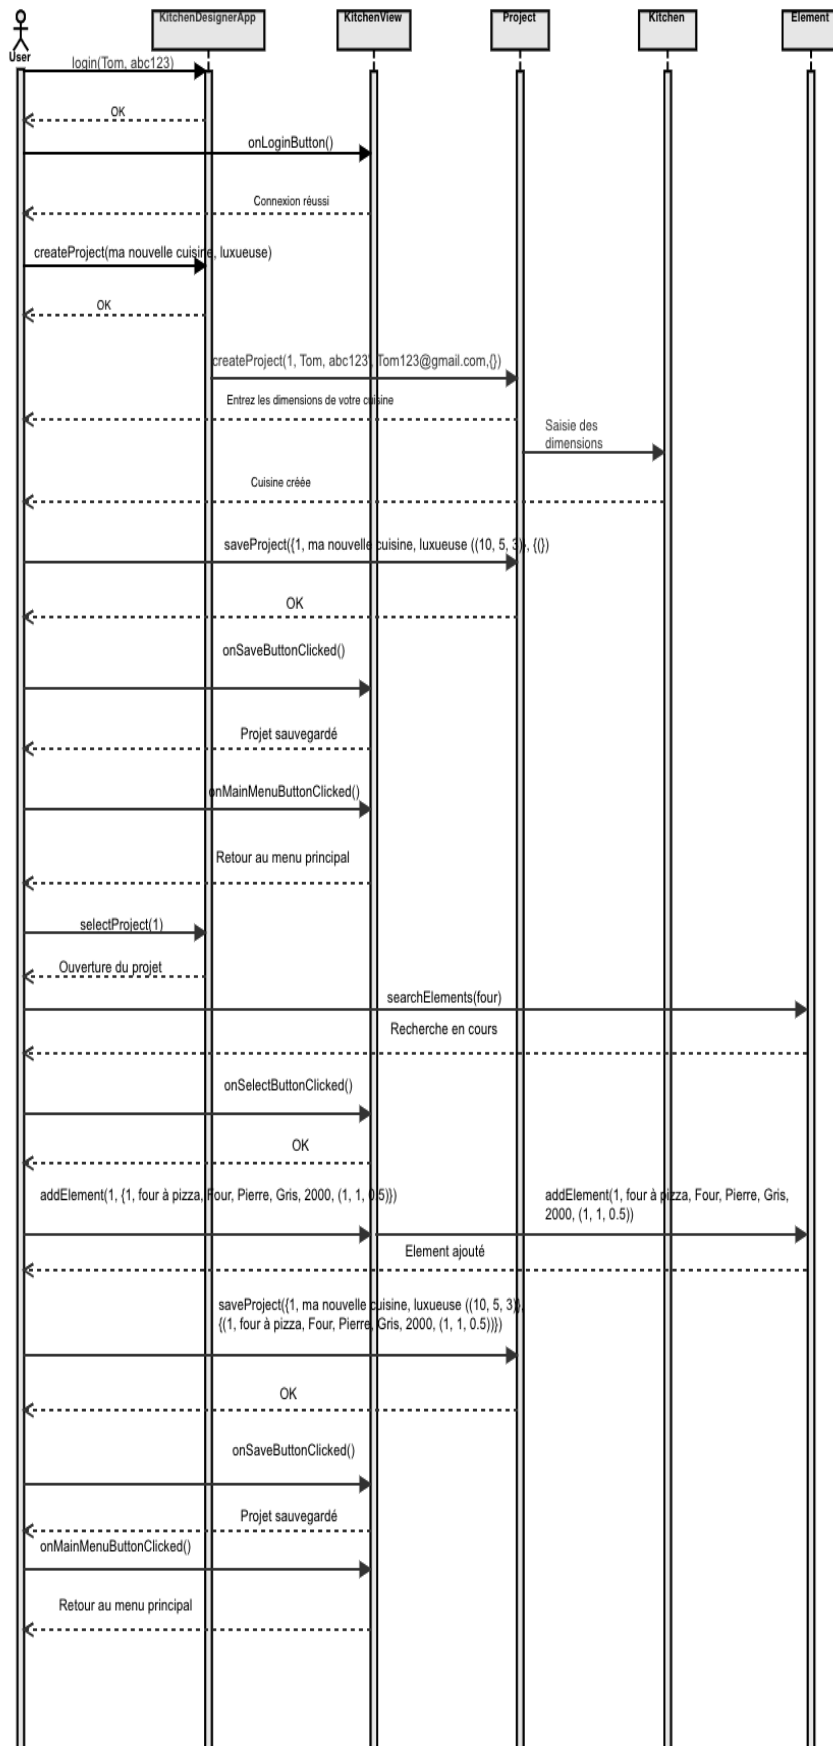 KitchenDesignerApp
KitchenView
Project
Kitchen
Element
User
login(Tom, abc123)
OK
onLoginButton()
Connexion réussi
createProject(ma nouvelle cuisine, luxueuse)
OK
createProject(1, Tom, abc123, Tom123@gmail.com,{})
Entrez les dimensions de votre cuisine
Saisie des
dimensions
Cuisine créée
saveProject({1, ma nouvelle cuisine, luxueuse ((10, 5, 3)}, {(})
OK
onSaveButtonClicked()
Projet sauvegardé
onMainMenuButtonClicked()
Retour au menu principal
selectProject(1)
Ouverture du projet
searchElements(four)
Recherche en cours
onSelectButtonClicked()
OK
addElement(1, {1, four à pizza, Four, Pierre, Gris, 2000, (1, 1, 0.5)})
addElement(1, four à pizza, Four, Pierre, Gris,
2000, (1, 1, 0.5))
Element ajouté
saveProject({1, ma nouvelle cuisine, luxueuse ((10, 5, 3)},
{(1, four à pizza, Four, Pierre, Gris, 2000, (1, 1, 0.5))})
OK
onSaveButtonClicked()
Projet sauvegardé
onMainMenuButtonClicked()
Retour au menu principal